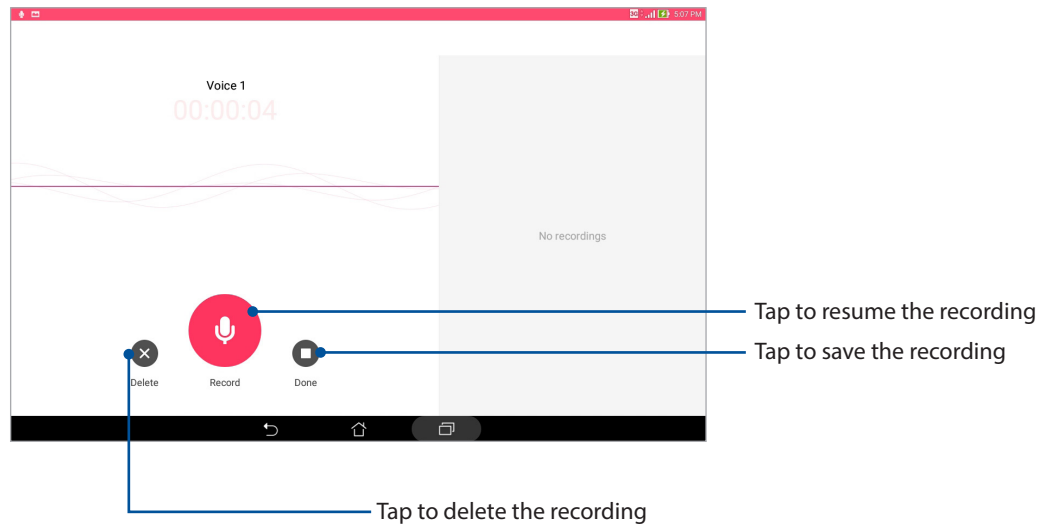 3G 5:07 PM
Voice 1
00:00:04
No recordings
Tap to resume the recording
Tap to save the recording
Delete Record Done
Tap to delete the recording